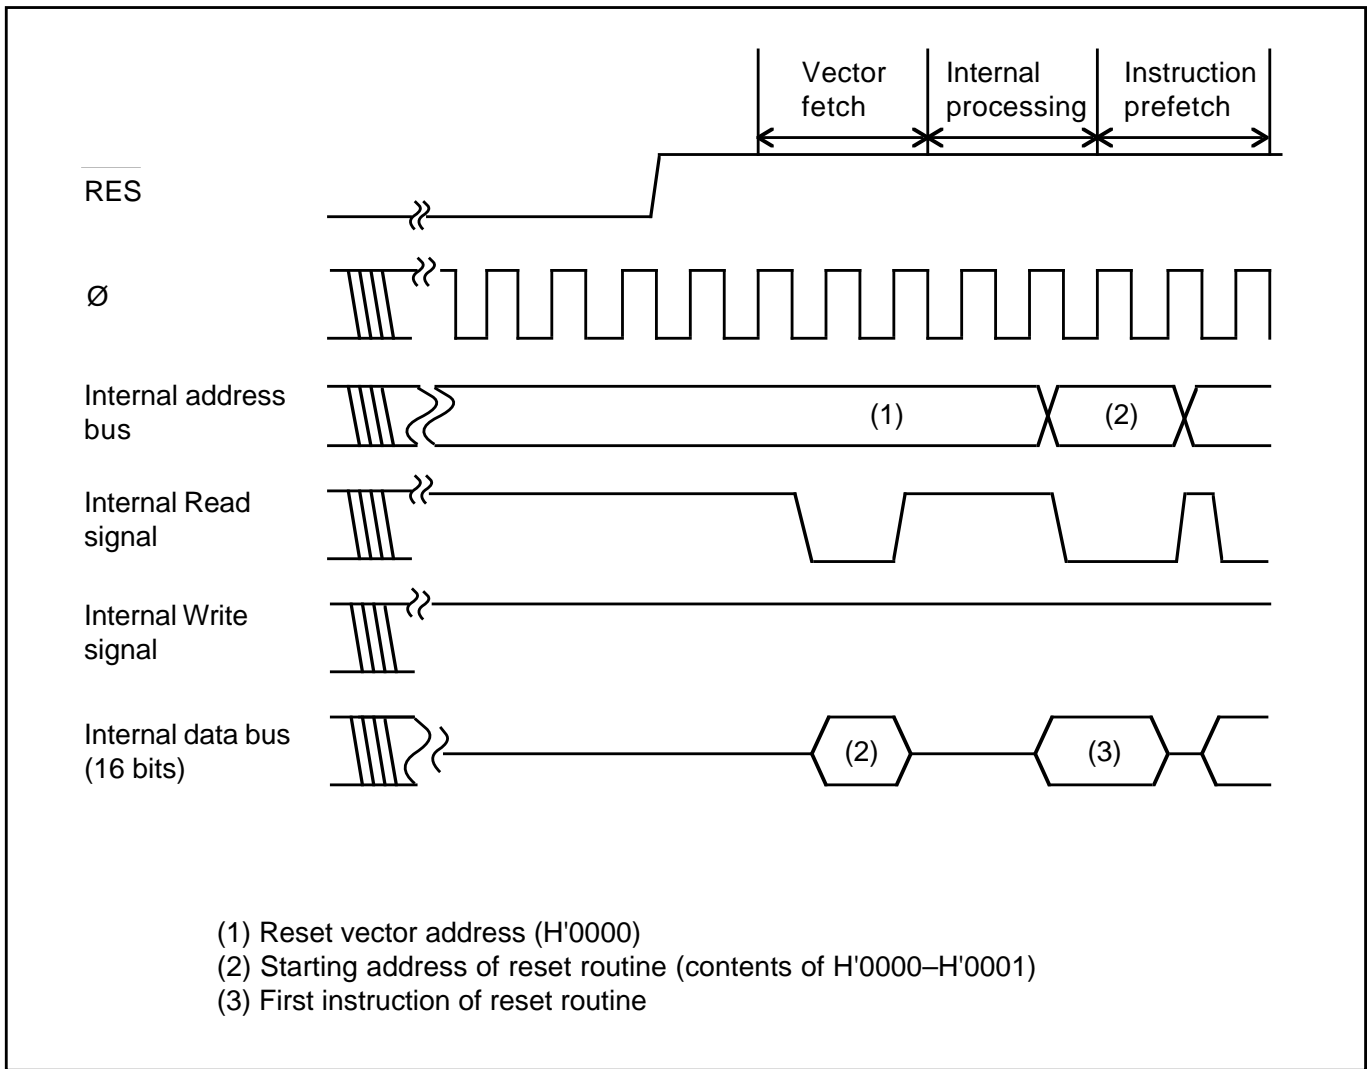 Vector fetch
Internal processing
Instruction prefetch
RES
Ø
Internal address bus
(1)
(2)
Internal Read signal
Internal Write signal
Internal data bus (16 bits)
(2)
(3)
(1) Reset vector address (H'0000)
(2) Starting address of reset routine (contents of H'0000–H'0001)
(3) First instruction of reset routine